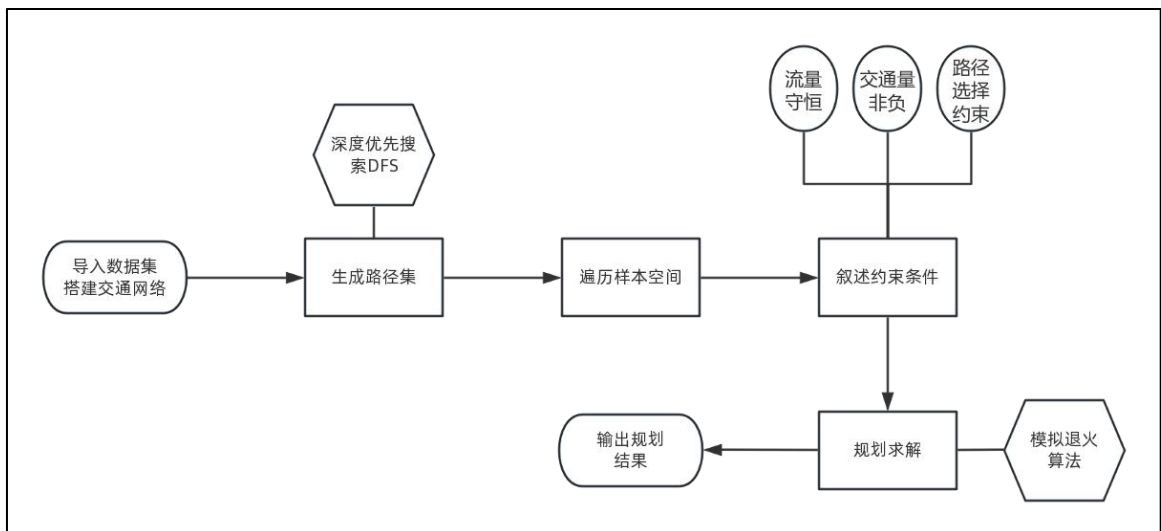 流量
守恒
交通量
非负
路径
选择
约束
深度优先搜
索DFS
导入数据集
搭建交通网络
生成路径集
遍历样本空间
叙述约束条件
输出规划
结果
规划求解
模拟退火
算法